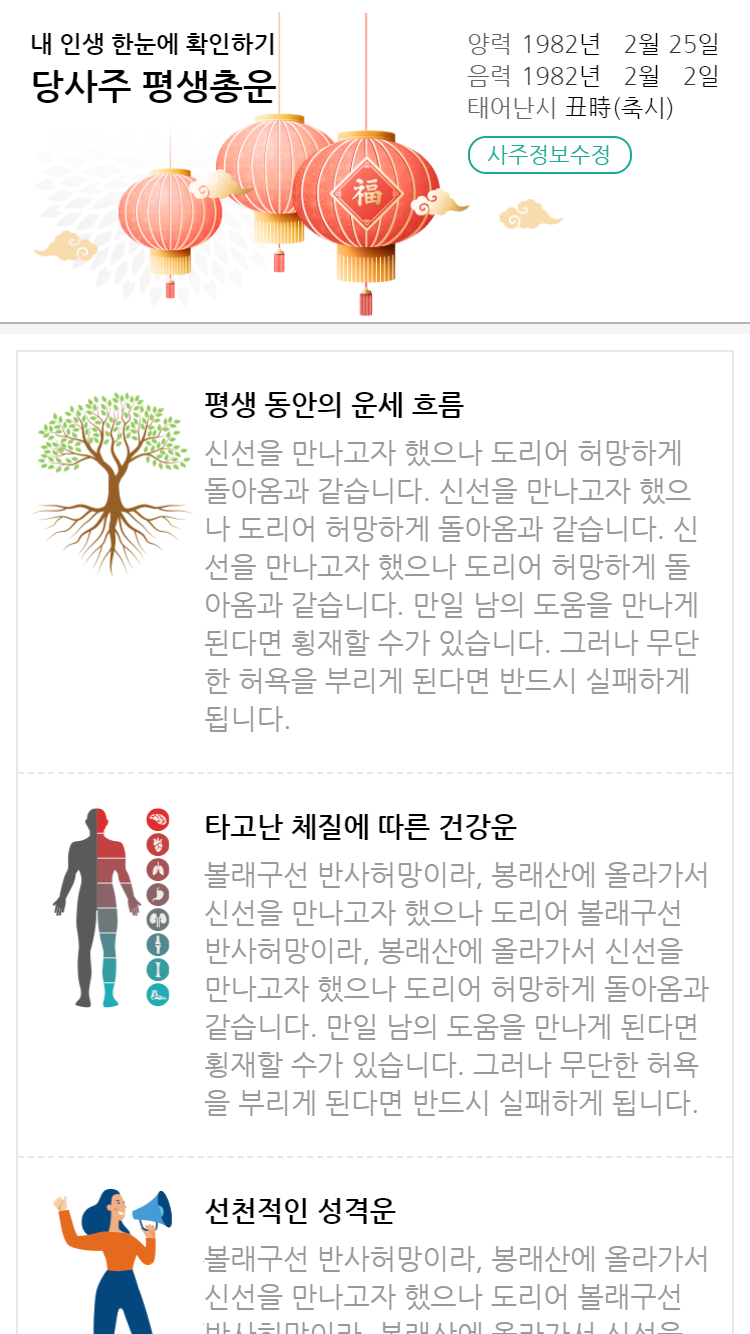 내 인생 한눈에 확인하기
당사주 평생총운
양력 1982년 2월 25일
음력 1982년 2월 2일
태어난시 丑時(축시)
사주정보수정
福
평생 동안의 운세 흐름
신선을 만나고자 했으나 도리어 허망하게
돌아옴과 같습니다. 신선을 만나고자 했으
나 도리어 허망하게 돌아옴과 같습니다. 신
선을 만나고자 했으나 도리어 허망하게 돌
아옴과 같습니다. 만일 남의 도움을 만나게
된다면 횡재할 수가 있습니다. 그러나 무단
한 허욕을 부리게 된다면 반드시 실패하게
됩니다.
타고난 체질에 따른 건강운
볼래구선 반사허망이라, 봉래산에 올라가서
신선을 만나고자 했으나 도리어 볼래구선
반사허망이라, 봉래산에 올라가서 신선을
만나고자 했으나 도리어 허망하게 돌아옴과
같습니다. 만일 남의 도움을 만나게 된다면
횡재할 수가 있습니다. 그러나 무단한 허욕
을 부리게 된다면 반드시 실패하게 됩니다.
선천적인 성격운
볼래구선 반사허망이라, 봉래산에 올라가서
신선을 만나고자 했으나 도리어 볼래구선
반사허망이라, 봉래산에 올라가서 신선을